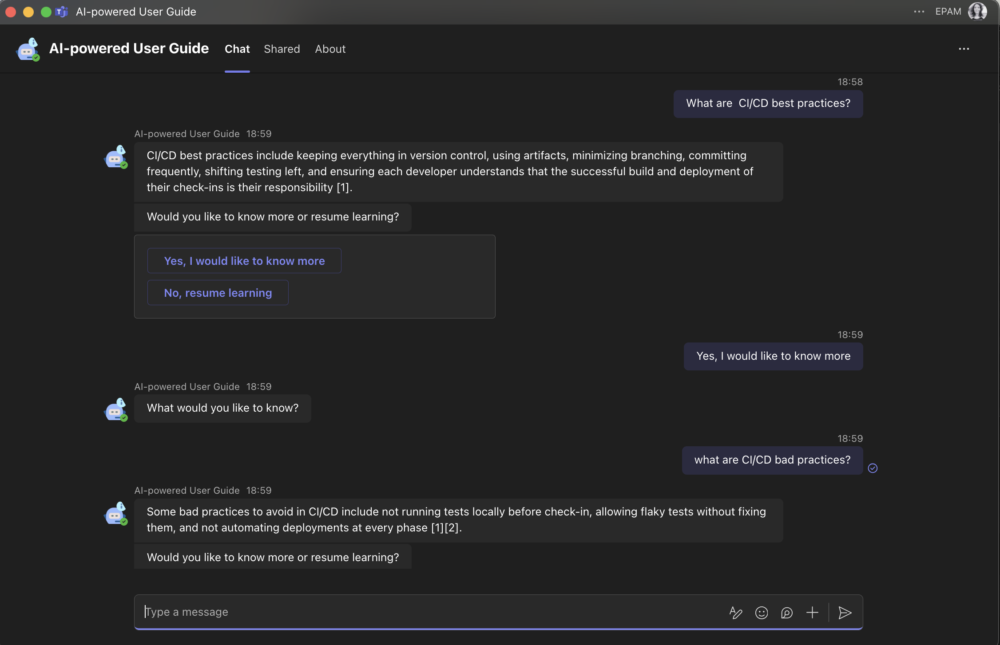 AI-powered User Guide
EPAM
AI-powered User Guide
Chat
Shared
About
18:58
What are  CI/CD best practices?
AI-powered User Guide 18:59
CI/CD best practices include keeping everything in version control, using artifacts, minimizing branching, committing
frequently, shifting testing left, and ensuring each developer understands that the successful build and deployment of
their check-ins is their responsibility [1].
Would you like to know more or resume learning?
Yes, I would like to know more
No, resume learning
18:59
Yes, I would like to know more
AI-powered User Guide 18:59
What would you like to know?
18:59
what are CI/CD bad practices?
AI-powered User Guide 18:59
Some bad practices to avoid in CI/CD include not running tests locally before check-in, allowing flaky tests without fixing
them, and not automating deployments at every phase [1][2].
Would you like to know more or resume learning?
Type a message